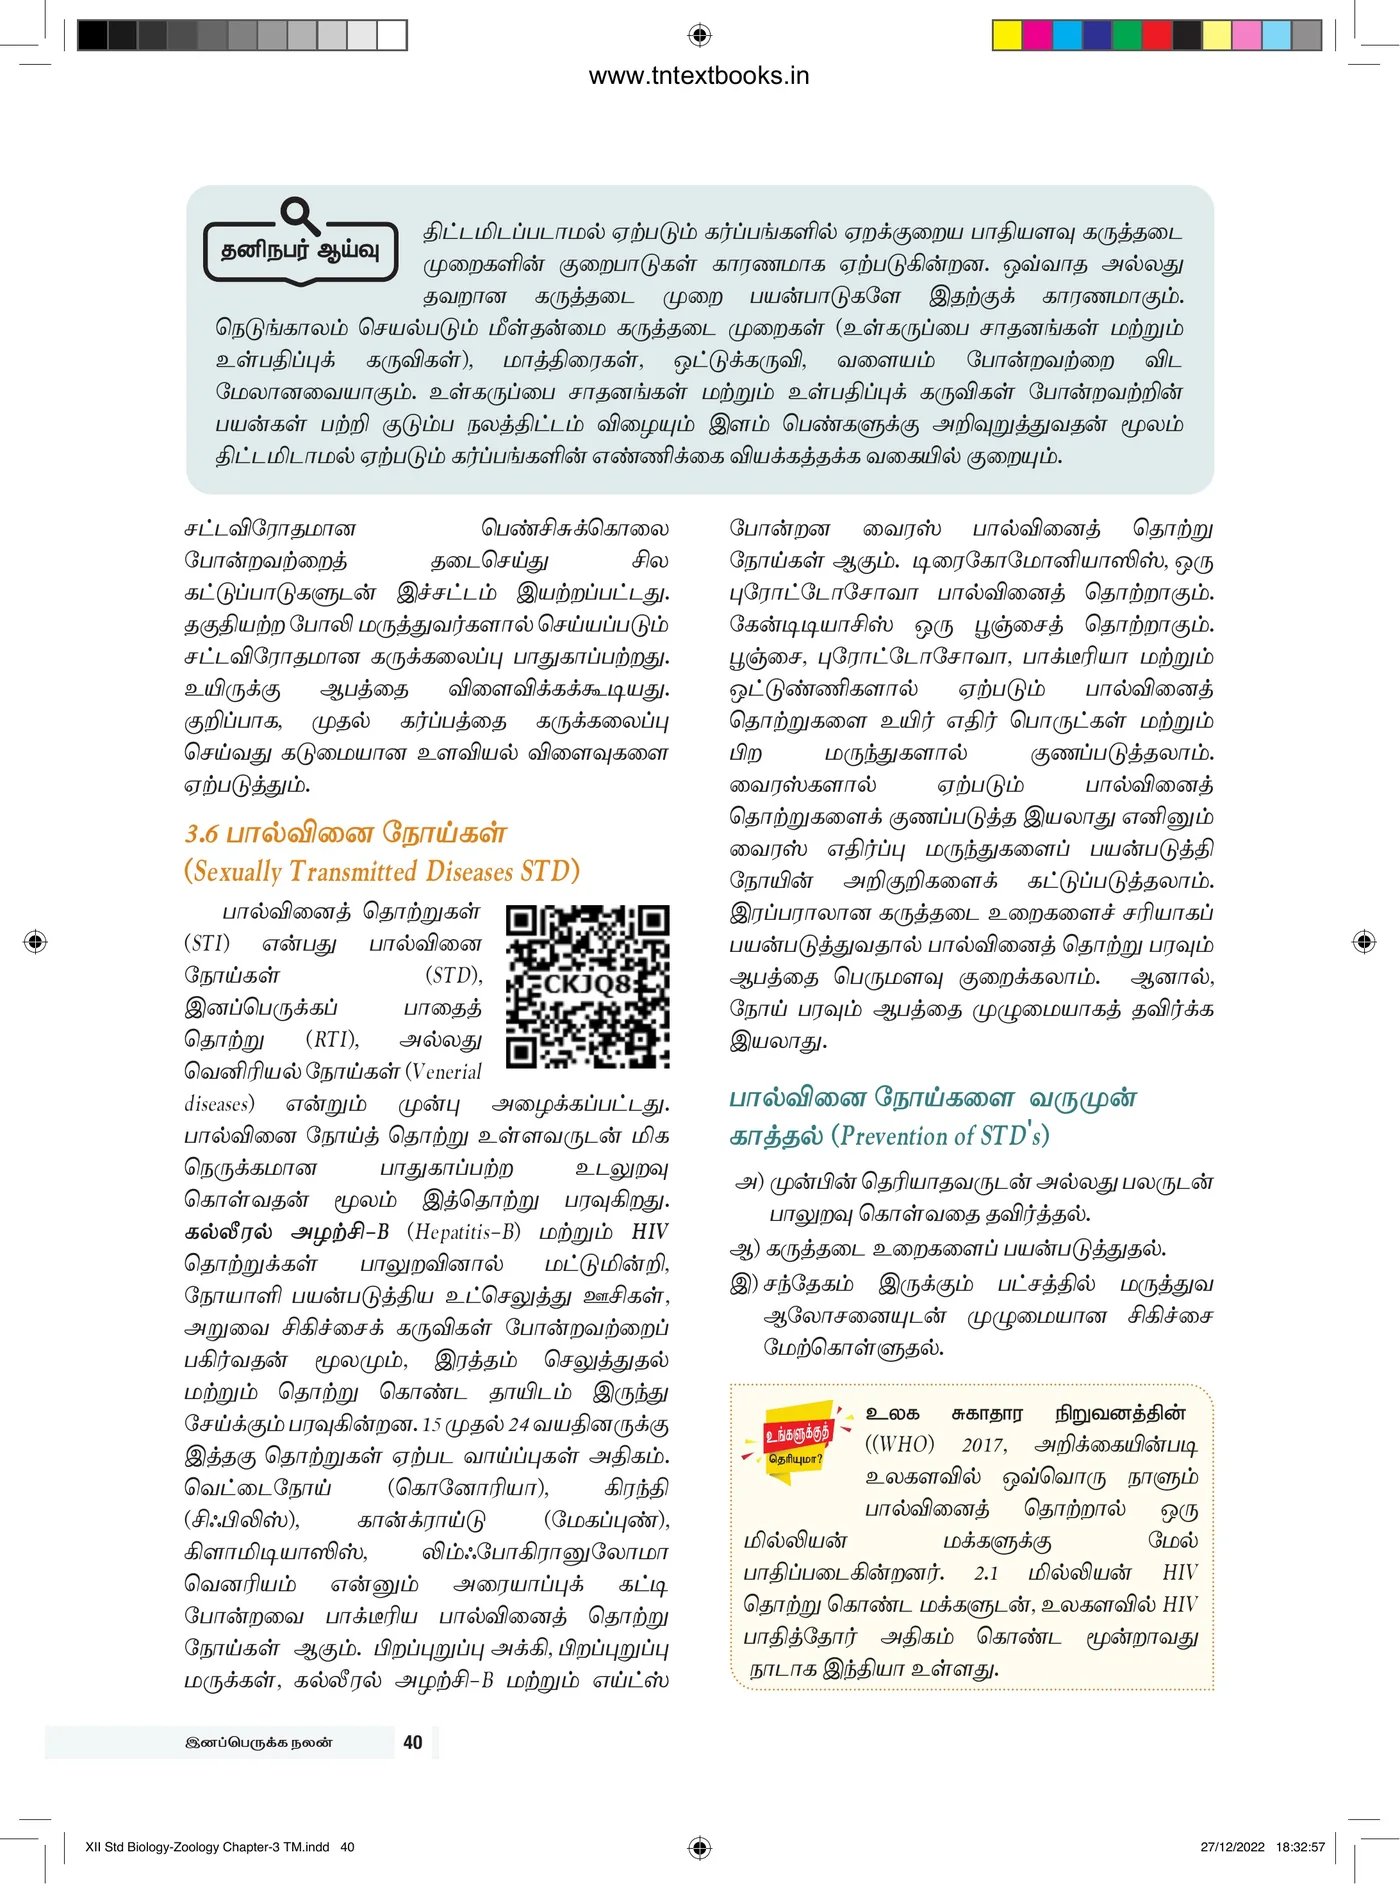 www.tntextbooks.in
தனிநபர் ஆய்வு
திட்டமிடப்படாமல் ஏற்படும் கர்ப்பங்களில் ஏறக்குறைய பாதியளவு கருத்தடை
முறைகளின் குறைபாடுகள் காரணமாக ஏற்படுகின்றன. ஒவ்வாத அல்லது
தவறான கருத்தடை முறை பயன்பாடுகளே இதற்குக் காரணமாகும்.
நெடுங்காலம் செயல்படும் மீள்தன்மை கருத்தடை முறைகள் (உள்கருப்பை சாதனங்கள் மற்றும்
உள்பதிப்புக் கருவிகள்), மாத்திரைகள், ஒட்டுக்கருவி, வளையம் போன்றவற்றை விட
மேலானவையாகும். உள்கருப்பை சாதனங்கள் மற்றும் உள்பதிப்புக் கருவிகள் போன்றவற்றின்
பயன்கள் பற்றி குடும்ப நலத்திட்டம் விழையும் இளம் பெண்களுக்கு அறிவுறுத்துவதன் மூலம்
திட்டமிடாமல் ஏற்படும் கர்ப்பங்களின் எண்ணிக்கை வியக்கத்தக்க வகையில் குறையும்.
சட்டவிரோதமான பெண்சிசுக்கொலை
போன்றவற்றைத் தடைசெய்து சில
கட்டுப்பாடுகளுடன் இச்சட்டம் இயற்றப்பட்டது.
தகுதியற்ற போலி மருத்துவர்களால் செய்யப்படும்
சட்டவிரோதமான கருக்கலைப்பு பாதுகாப்பற்றது.
உயிருக்கு ஆபத்தை விளைவிக்கக்கூடியது.
குறிப்பாக, முதல் கர்ப்பத்தை கருக்கலைப்பு
செய்வது கடுமையான உளவியல் விளைவுகளை
ஏற்படுத்தும்.
3.6 பால்வினை நோய்கள்
(Sexually Transmitted Diseases STD)
பால்வினைத் தொற்றுகள்
(STI) என்பது பால்வினை
நோய்கள் (STD),
இனப்பெருக்கப் பாதைத்
தொற்று (RTI), அல்லது
வெனிரியல் நோய்கள் (Venerial
diseases) என்றும் முன்பு அழைக்கப்பட்டது.
பால்வினை நோய்த் தொற்று உள்ளவருடன் மிக
நெருக்கமான பாதுகாப்பற்ற உடலுறவு
கொள்வதன் மூலம் இத்தொற்று பரவுகிறது.
கல்லீரல் அழற்சி-B (Hepatitis-B) மற்றும் HIV
தொற்றுக்கள் பாலுறவினால் மட்டுமின்றி,
நோயாளி பயன்படுத்திய உட்செலுத்து ஊசிகள்,
அறுவை சிகிச்சைக் கருவிகள் போன்றவற்றைப்
பகிர்வதன் மூலமும், இரத்தம் செலுத்துதல்
மற்றும் தொற்று கொண்ட தாயிடம் இருந்து
சேய்க்கும் பரவுகின்றன. 15 முதல் 24 வயதினருக்கு
இத்தகு தொற்றுகள் ஏற்பட வாய்ப்புகள் அதிகம்.
வெட்டைநோய் (கொனோரியா), கிரந்தி
(சிஃபிலிஸ்), கான்க்ராய்டு (மேகப்புண்),
கிளாமிடியாஸிஸ், லிம்ஃபோகிரானுலோமா
வெனரியம் என்னும் அரையாப்புக் கட்டி
போன்றவை பாக்டீரிய பால்வினைத் தொற்று
நோய்கள் ஆகும். பிறப்புறுப்பு அக்கி, பிறப்புறுப்பு
மருக்கள், கல்லீரல் அழற்சி-B மற்றும் எய்ட்ஸ்
CKJQ8
போன்றன வைரஸ் பால்வினைத் தொற்று
நோய்கள் ஆகும். டிரைகோமோனியாஸிஸ், ஒரு
புரோட்டோசோவா பால்வினைத் தொற்றாகும்.
கேன்டிடியாசிஸ் ஒரு பூஞ்சைத் தொற்றாகும்.
பூஞ்சை, புரோட்டோசோவா, பாக்டீரியா மற்றும்
ஒட்டுண்ணிகளால் ஏற்படும் பால்வினைத்
தொற்றுகளை உயிர் எதிர் பொருட்கள் மற்றும்
பிற மருந்துகளால் குணப்படுத்தலாம்.
வைரஸ்களால் ஏற்படும் பால்வினைத்
தொற்றுகளைக் குணப்படுத்த இயலாது எனினும்
வைரஸ் எதிர்ப்பு மருந்துகளைப் பயன்படுத்தி
நோயின் அறிகுறிகளைக் கட்டுப்படுத்தலாம்.
இரப்பராலான கருத்தடை உறைகளைச் சரியாகப்
பயன்படுத்துவதால் பால்வினைத் தொற்று பரவும்
ஆபத்தை பெருமளவு குறைக்கலாம். ஆனால்,
நோய் பரவும் ஆபத்தை முழுமையாகத் தவிர்க்க
இயலாது.
பால்வினை நோய்களை வருமுன்
காத்தல் (Prevention of STD's)
அ) முன்பின் தெரியாதவருடன் அல்லது பலருடன்
பாலுறவு கொள்வதை தவிர்த்தல்.
ஆ) கருத்தடை உறைகளைப் பயன்படுத்துதல்.
இ) சந்தேகம் இருக்கும் பட்சத்தில் மருத்துவ
ஆலோசனையுடன் முழுமையான சிகிச்சை
மேற்கொள்ளுதல்.
உங்களுக்குத்
தெரியுமா?
உலக சுகாதார நிறுவனத்தின்
((WHO) 2017, அறிக்கையின்படி
உலகளவில் ஒவ்வொரு நாளும்
பால்வினைத் தொற்றால் ஒரு
மில்லியன் மக்களுக்கு மேல்
பாதிப்படைகின்றனர். 2.1 மில்லியன் HIV
தொற்று கொண்ட மக்களுடன், உலகளவில் HIV
பாதித்தோர் அதிகம் கொண்ட மூன்றாவது
நாடாக இந்தியா உள்ளது.
இனப்பெருக்க நலன் 40
XII Std Biology-Zoology Chapter-3 TM.indd 40 27/12/2022 18:32:57